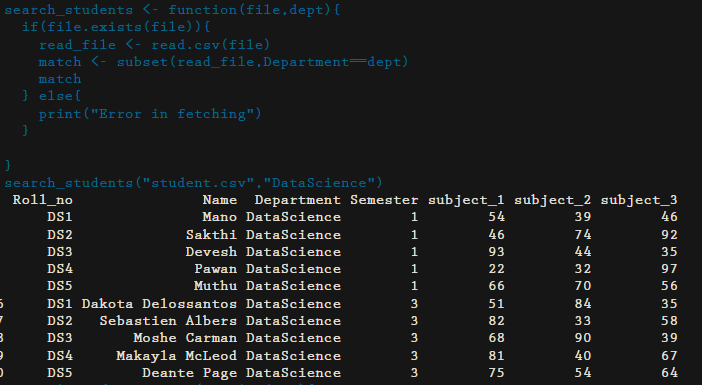 search_students <- function(file,dept){
if(file.exists(file)){
read_file <- read.csv(file)
match <- subset(read_file,Department==dept)
match
} else{
print("Error in fetching")
}
}
search_students("student.csv","DataScience")
Roll_no Name Department Semester subject_1 subject_2 subject_3
DS1 Mano DataScience 1 54 39 46
DS2 Sakthi DataScience 1 46 74 92
DS3 Devesh DataScience 1 93 44 35
DS4 Pawan DataScience 1 22 32 97
DS5 Muthu DataScience 1 66 70 56
6 DS1 Dakota Delossantos DataScience 3 51 84 35
7 DS2 Sebastien Albers DataScience 3 82 33 58
8 DS3 Moshe Carman DataScience 3 68 90 39
9 DS4 Makayla McLeod DataScience 3 81 40 67
0 DS5 Deante Page DataScience 3 75 54 64